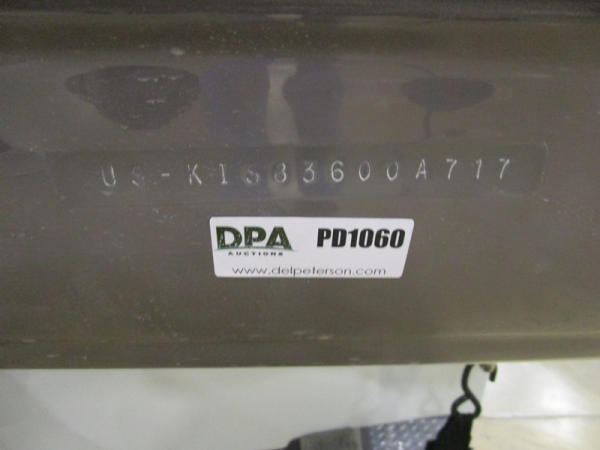 US-KIS83600A717
DPA PD1060
AUCTIONS
www.delpeterson.com